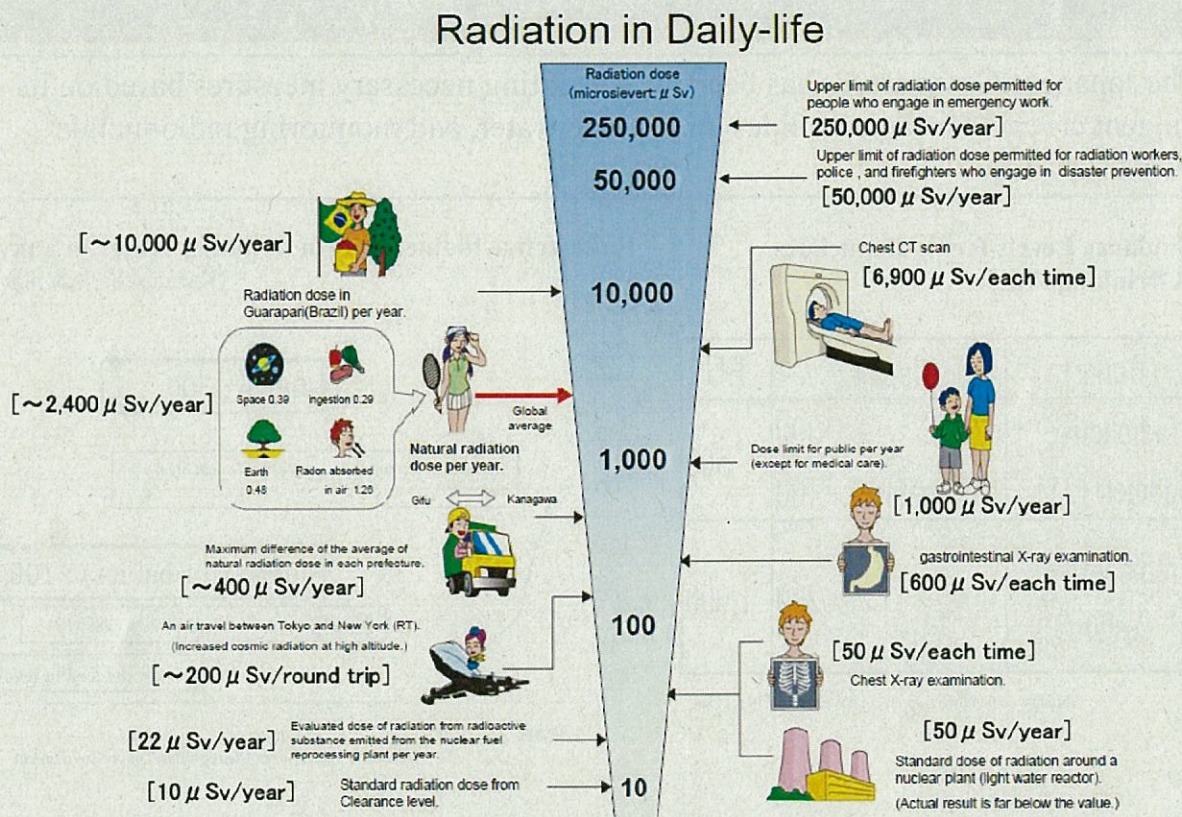 Radiation in Daily-life
Radiation dose
(microsievert: μ Sv)
250,000
50,000
10,000
1,000
100
10
Upper limit of radiation dose permitted for
people who engage in emergency work.
[250,000 μ Sv/year]
Upper limit of radiation dose permitted for radiation workers,
police , and firefighters who engage in disaster prevention.
[50,000 μ Sv/year]
[~10,000 μ Sv/year]
Radiation dose in
Guarapari(Brazil) per year.
Chest CT scan
[6,900 μ Sv/each time]
[~2,400 μ Sv/year]
Space 0.39
ingestion 0.29
Earth
0.48
Radon absorbed
in air 1.26
Global
average
Natural radiation
dose per year.
Dose limit for public per year
(except for medical care).
[1,000 μ Sv/year]
Gifu
Kanagawa
Maximum difference of the average of
natural radiation dose in each prefecture.
[~400 μ Sv/year]
gastrointestinal X-ray examination.
[600 μ Sv/each time]
An air travel between Tokyo and New York (RT).
(Increased cosmic radiation at high altitude.)
[~200 μ Sv/round trip]
[50 μ Sv/each time]
Chest X-ray examination.
[22 μ Sv/year]
Evaluated dose of radiation from radioactive
substance emitted from the nuclear fuel
reprocessing plant per year.
[50 μ Sv/year]
Standard dose of radiation around a
nuclear plant (light water reactor).
(Actual result is far below the value.)
[10 μ Sv/year]
Standard radiation dose from
Clearance level.